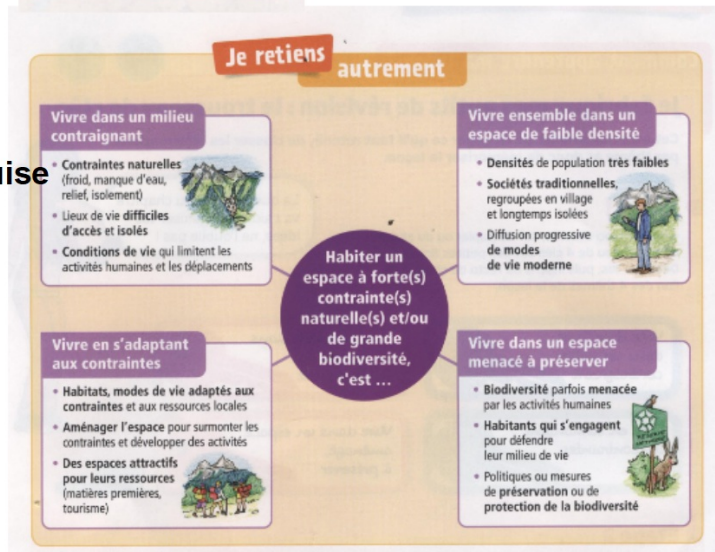 Je retiens
autrement
Vivre dans un milieu
contraignant
• Contraintes naturelles
(froid, manque d'eau,
relief, isolement)
• Lieux de vie difficiles
d'accès et isolés
• Conditions de vie qui limitent les
activités humaines et les déplacements
uise
Vivre ensemble dans un
espace de faible densité
• Densités de population très faibles
• Sociétés traditionnelles,
regroupées en village
et longtemps isolées
• Diffusion progressive
de modes
de vie moderne
Habiter un
espace à forte(s)
contrainte(s)
naturelle(s) et/ou
de grande
biodiversité,
c'est ...
Vivre en s'adaptant
aux contraintes
• Habitats, modes de vie adaptés aux
contraintes et aux ressources locales
• Aménager l'espace pour surmonter les
contraintes et développer des activités
• Des espaces attractifs
pour leurs ressources
(matières premières,
tourisme)
Vivre dans un espace
menacé à préserver
• Biodiversité parfois menacée
par les activités humaines
• Habitants qui s'engagent
pour défendre
leur milieu de vie
• Politiques ou mesures
de préservation ou de
protection de la biodiversité